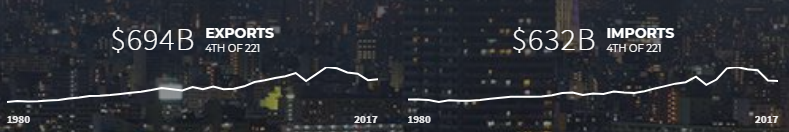 $694B EXPORTS
4TH OF 221
1980 2017
$632B IMPORTS
4TH OF 221
1980 2017